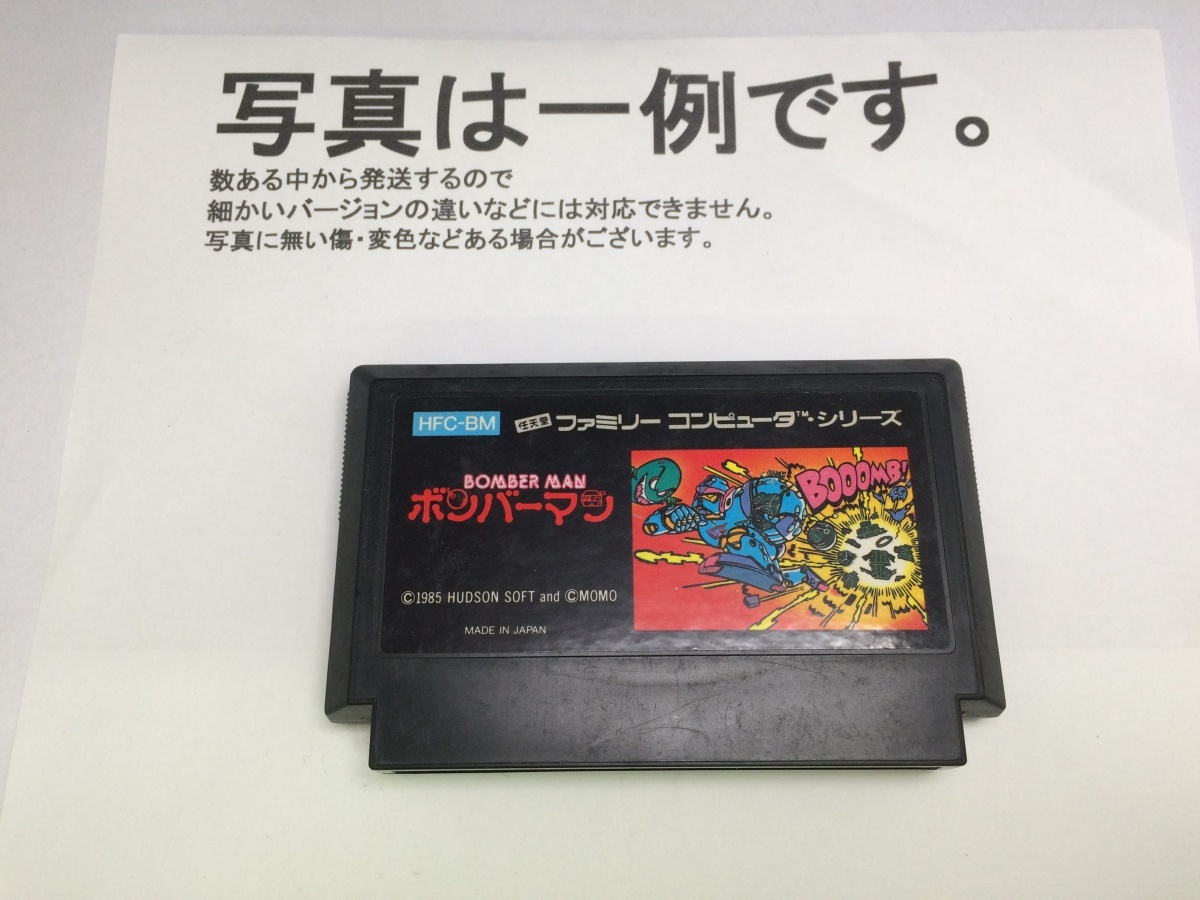 写真は一例です。
数ある中から発送するので
細かいバージョンの違いなどには対応できません。
写真に無い傷・変色などある場合がございます。
HFC-BM 任天堂 ファミリー コンピュータ™・シリーズ
BOMBER MAN
ボンバーマン
BOOOMB!
©1985 HUDSON SOFT and ©MOMO
MADE IN JAPAN